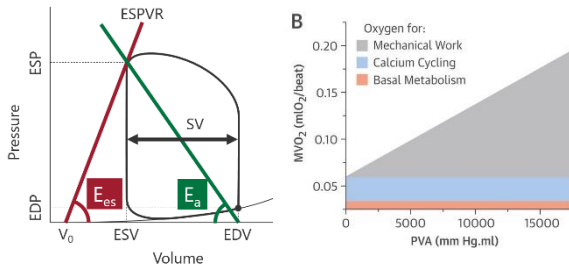 ESPVR
ESP
Pressure
SV
EDP
Ees
Ea
V0
ESV
EDV
Volume
B
Oxygen for:
Mechanical Work
Calcium Cycling
Basal Metabolism
MVO2 (mlO2/beat)
0.20
0.15
0.10
0.05
0
5000
10000
15000
PVA (mm Hg.ml)